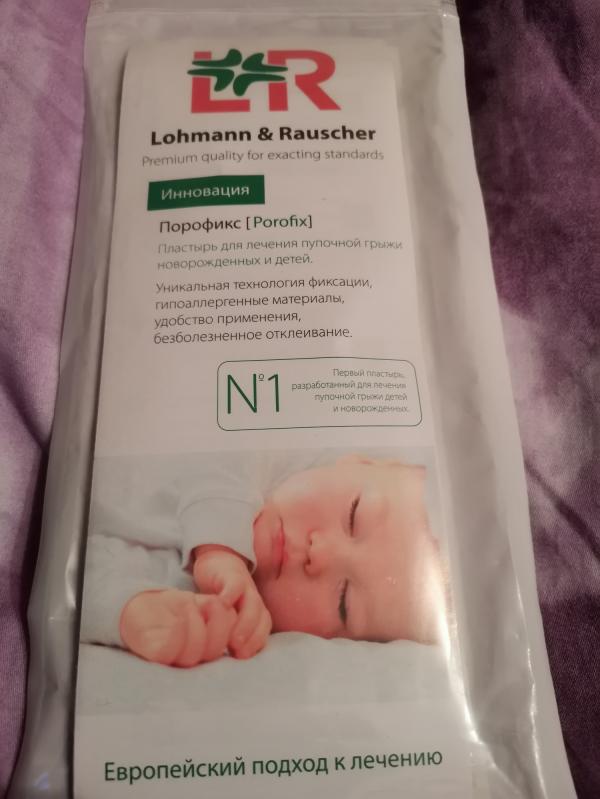 L&R
Lohmann & Rauscher
Premium quality for exacting standards
Инновация
Порофикс [Porofix]
Пластырь для лечения пупочной грыжи
новорожденных и детей.
Уникальная технология фиксации,
гипоаллергенные материалы,
удобство применения,
безболезненное отклеивание.
№1
Первый пластырь,
разработанный для лечения
пупочной грыжи детей
и новорожденных.
Европейский подход к лечению